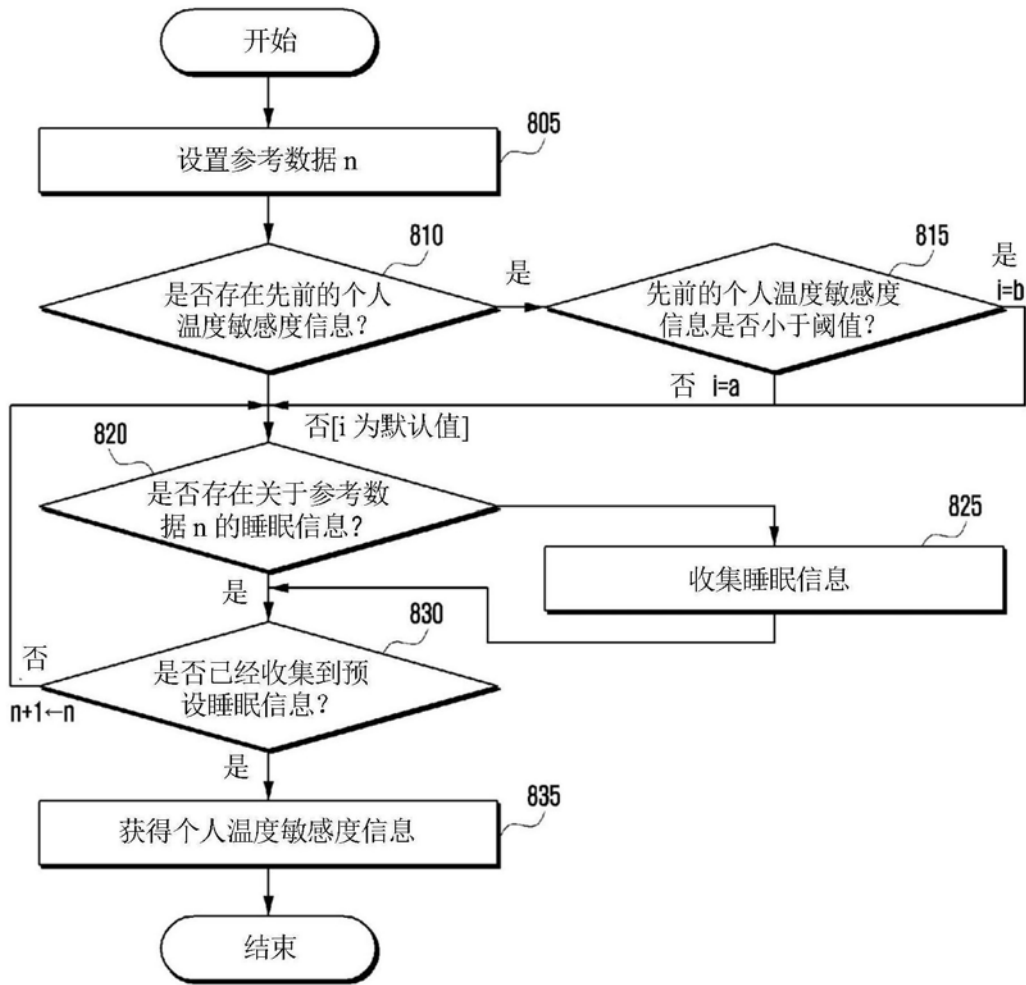 开始
805
设置参考数据 n
810
815
是否存在先前的个人
温度敏感度信息？
是
先前的个人温度敏感度
信息是否小于阈值？
是
i=b
否 i=a
否[i 为默认值]
820
是否存在关于参考数
据 n 的睡眠信息？
825
收集睡眠信息
是
830
否
是否已经收集到预
设睡眠信息？
n+1←n
是
835
获得个人温度敏感度信息
结束